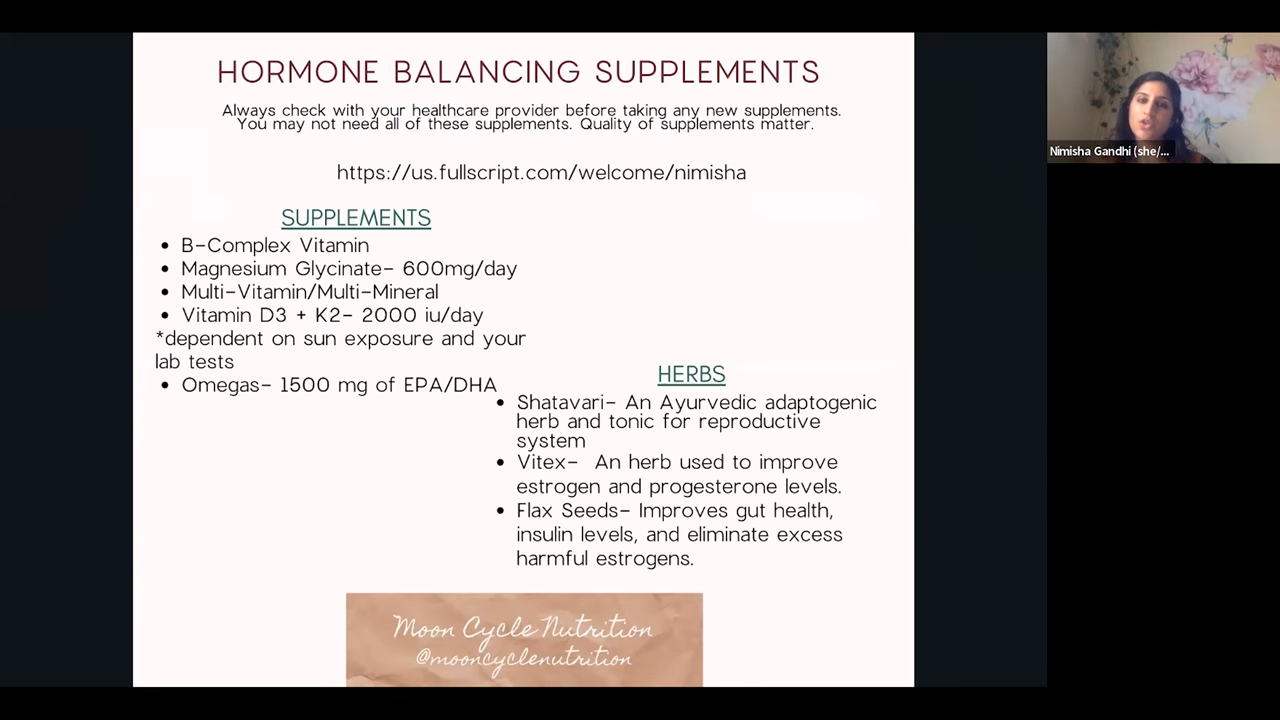 HORMONE BALANCING SUPPLEMENTS
Always check with your healthcare provider before taking any new supplements.
You may not need all of these supplements. Quality of supplements matter.
https://us.fullscript.com/welcome/nimisha
SUPPLEMENTS
• B-Complex Vitamin
• Magnesium Glycinate- 600mg/day
• Multi-Vitamin/Multi-Mineral
• Vitamin D3 + K2- 2000 iu/day
*dependent on sun exposure and your
lab tests
• Omegas- 1500 mg of EPA/DHA
HERBS
• Shatavari- An Ayurvedic adaptogenic
herb and tonic for reproductive
system
• Vitex- An herb used to improve
estrogen and progesterone levels.
• Flax Seeds- Improves gut health,
insulin levels, and eliminate excess
harmful estrogens.
Moon Cycle Nutrition
@mooncyclenutrition
Nimisha Gandhi (she/...